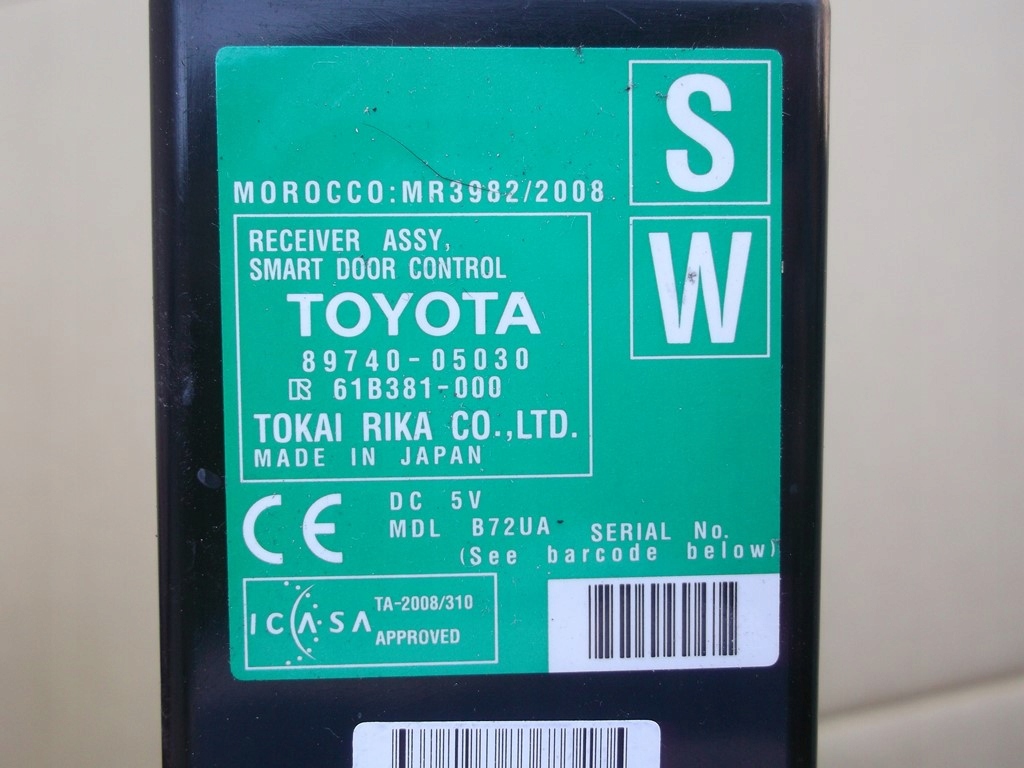 S
MOROCCO:MR3982/2008
W
RECEIVER ASSY,
SMART DOOR CONTROL
TOYOTA
89740-05030
61B381-000
TOKAI RIKA CO.,LTD.
MADE IN JAPAN
CE
DC 5V
MDL B72UA
SERIAL No.
(See barcode below)
ICASA
TA-2008/310
APPROVED